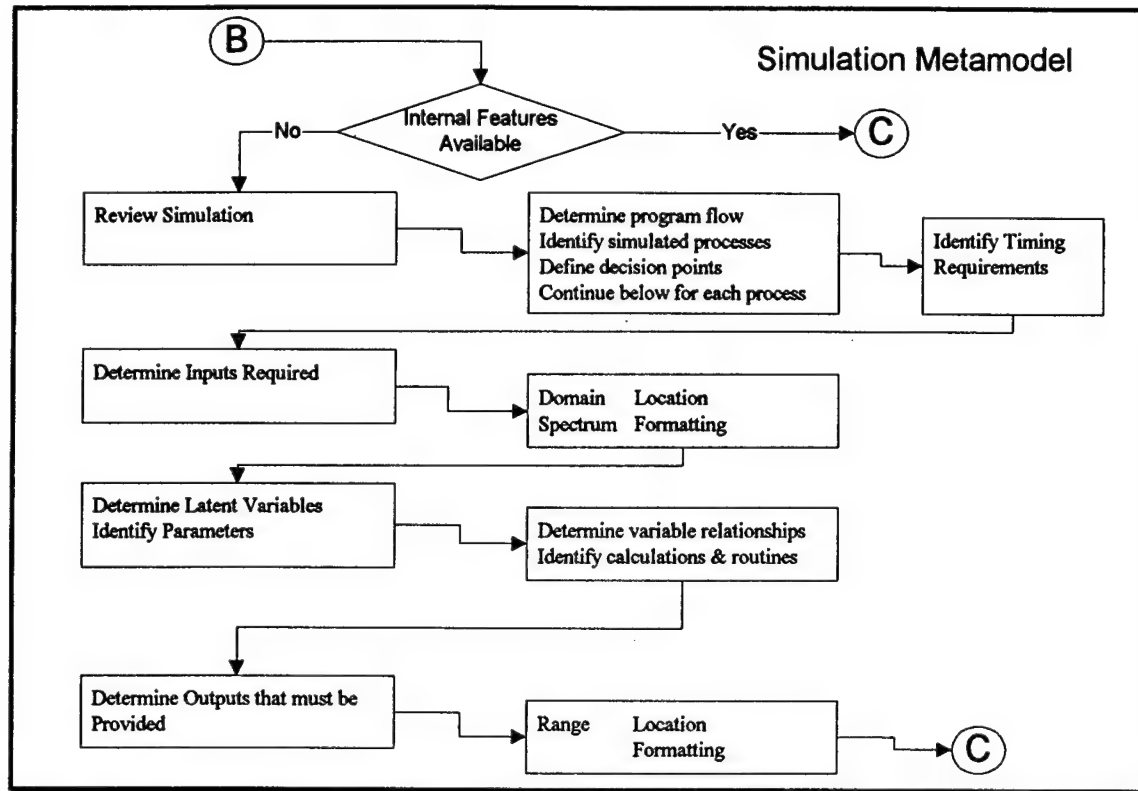 B
Simulation Metamodel
Internal Features
Available
No
Yes
C
Review Simulation
Determine program flow
Identify simulated processes
Define decision points
Continue below for each process
Identify Timing
Requirements
Determine Inputs Required
Domain Location
Spectrum Formatting
Determine Latent Variables
Identify Parameters
Determine variable relationships
Identify calculations & routines
Determine Outputs that must be
Provided
Range Location
Formatting
C